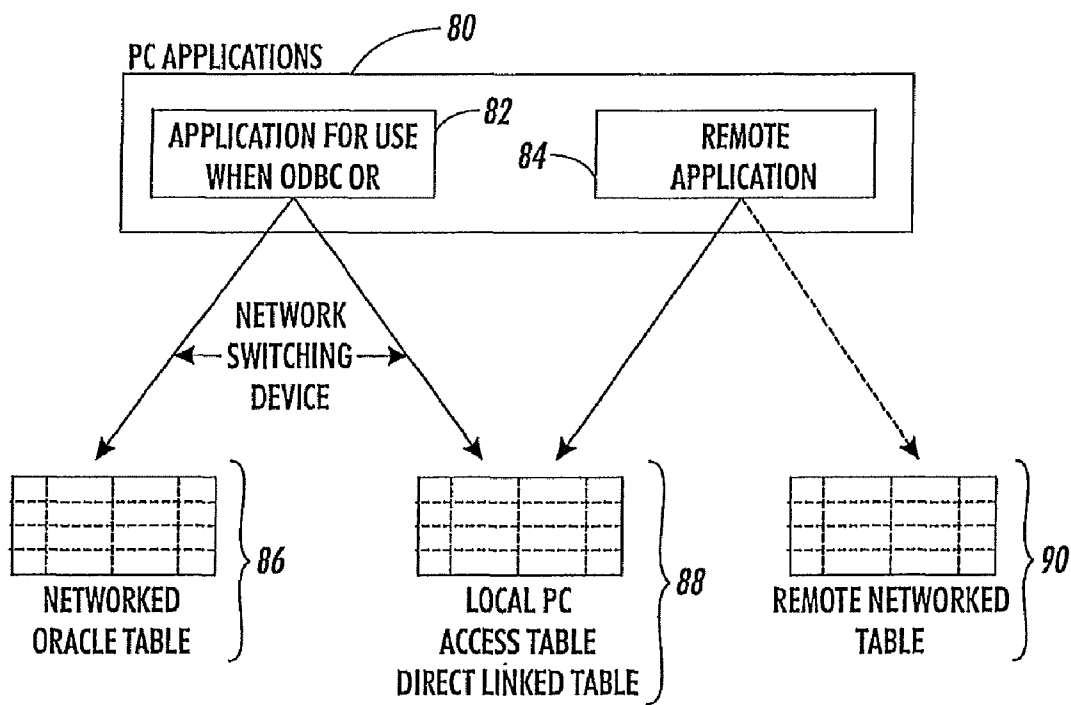 PC APPLICATIONS
80
APPLICATION FOR USE
WHEN ODBC OR
82
84
REMOTE
APPLICATION
NETWORK
SWITCHING
DEVICE
86
NETWORKED
ORACLE TABLE
88
LOCAL PC
ACCESS TABLE
DIRECT LINKED TABLE
90
REMOTE NETWORKED
TABLE